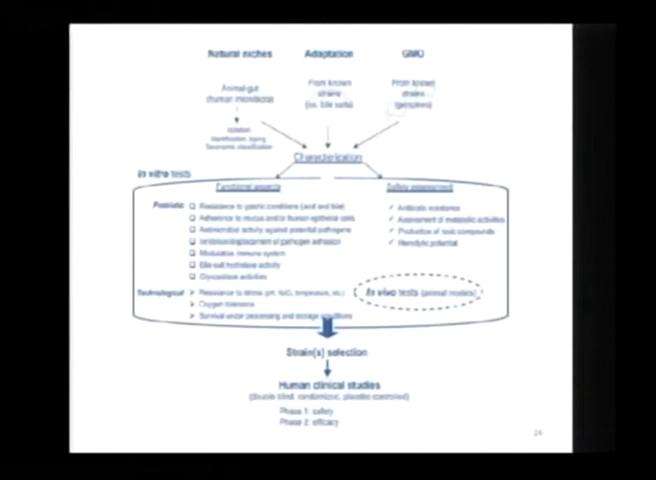 Natural niches
Adaptation
GMO
Animal gut
(human microbiota)
From known
strains
(i.e. bile salts)
From known
strains
Isolation
Identification, typing
Taxonomic classification
Characterization
In vitro tests
Functional aspects
Safety assessment
Probiotic
Resistance to gastric conditions (acid and bile)
Adherence to mucus and/or human epithelial cells
Antimicrobial activity against potential pathogens
displacement of pathogen adhesion
immune system
Bile salt hydrolase activity
Glycosidase activities
Antibiotic resistance
Assessment of metabolic activities
Production of toxic compounds
Hemolytic potential
Technological
Resistance to stress (pH, NaCl, temperature, etc.)
Oxygen tolerance
Survival under processing and storage conditions
In vivo tests (animal models)
Strain(s) selection
Human clinical studies
(double blind, randomized, placebo controlled)
Phase 1: safety
Phase 2: efficacy
24